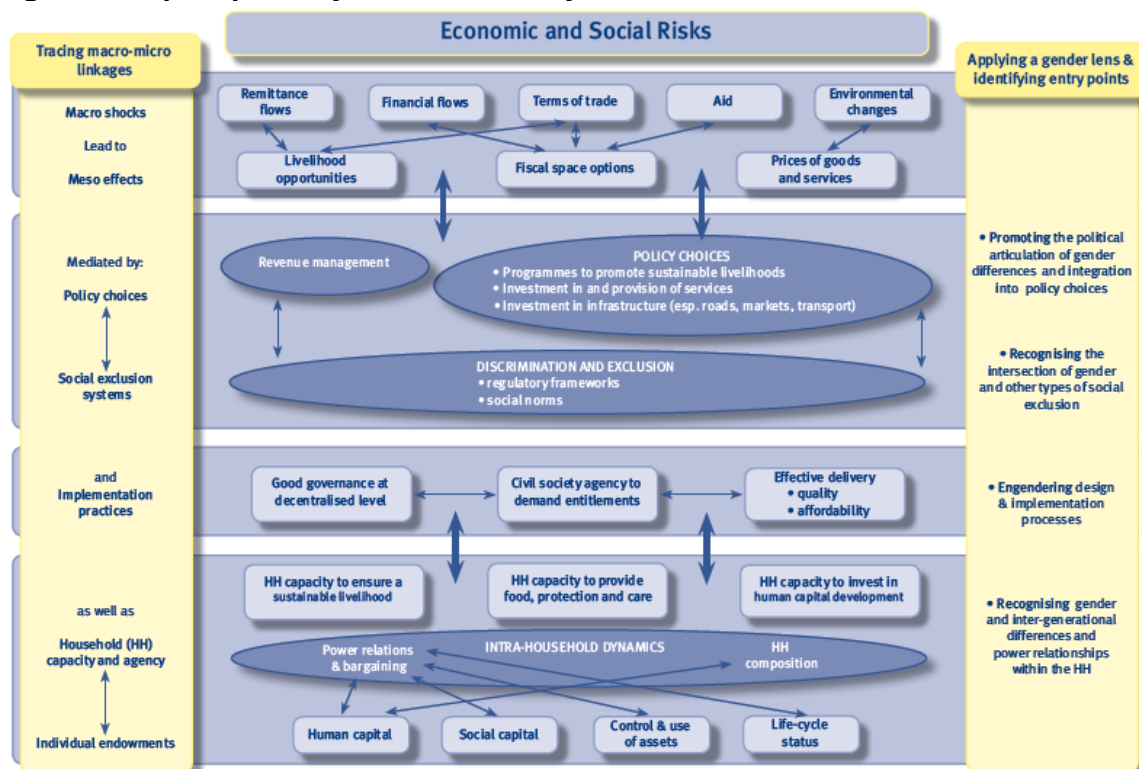 Economic and Social Risks
Tracing macro-micro
linkages
Macro shocks
Lead to
Meso effects
Mediated by:
Policy choices
Social exclusion
systems
and
Implementation
practices
as well as
Household (HH)
capacity and agency
Individual endowments
Remittance
flows
Financial flows
Terms of trade
Aid
Environmental
changes
Livelihood
opportunities
Fiscal space options
Prices of goods
and services
Revenue management
POLICY CHOICES
• Programmes to promote sustainable livelihoods
• Investment in and provision of services
• Investment in infrastructure (esp. roads, markets, transport)
DISCRIMINATION AND EXCLUSION
• regulatory frameworks
• social norms
Good governance at
decentralised level
Civil society agency to
demand entitlements
Effective delivery
• quality
• affordability
HH capacity to ensure a
sustainable livelihood
HH capacity to provide
food, protection and care
HH capacity to invest in
human capital development
INTRA-HOUSEHOLD DYNAMICS
Power relations
& bargaining
HH
composition
Human capital
Social capital
Control & use
of assets
Life-cycle
status
Applying a gender lens &
identifying entry points
• Promoting the political
articulation of gender
differences and integration
into policy choices
• Recognising the
intersection of gender
and other types of social
exclusion
• Engendering design
& implementation
processes
• Recognising gender
and inter-generational
differences and
power relationships
within the HH